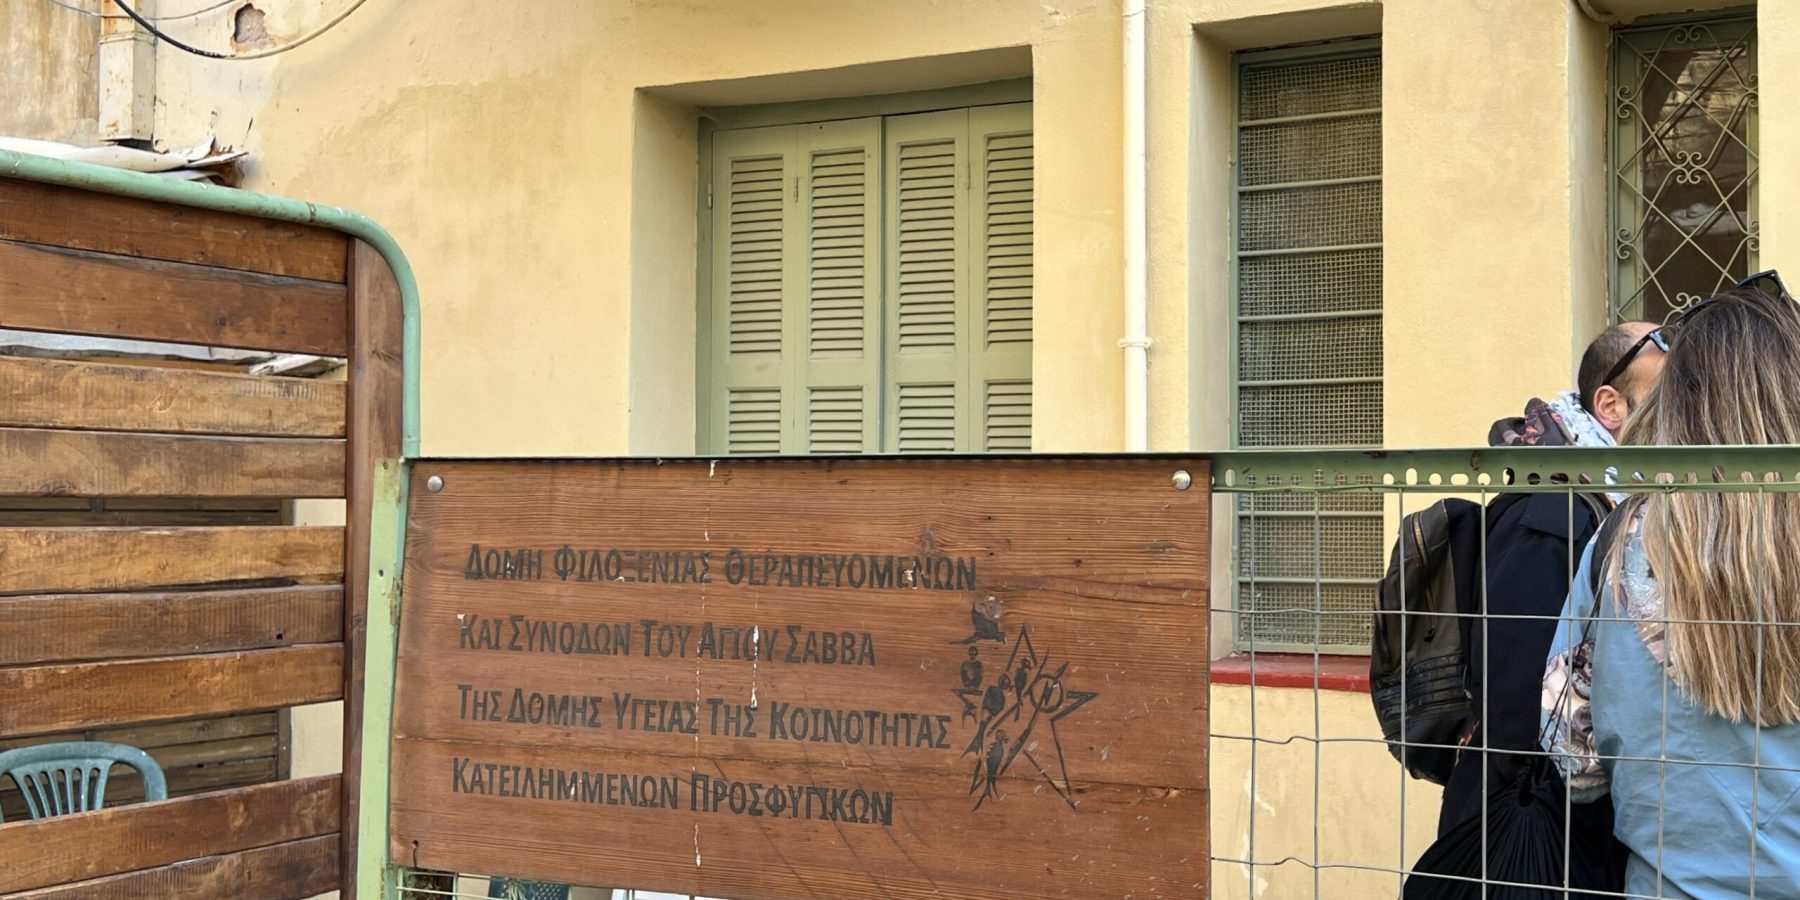 Δομη Φιλοξενιας Θεραπευομενων
Και Συνοδων Του Αγιου Σαββα
Της Δομης Υγειας Της Κοινοτητας
Κατειλημμενων Προσφυγικων